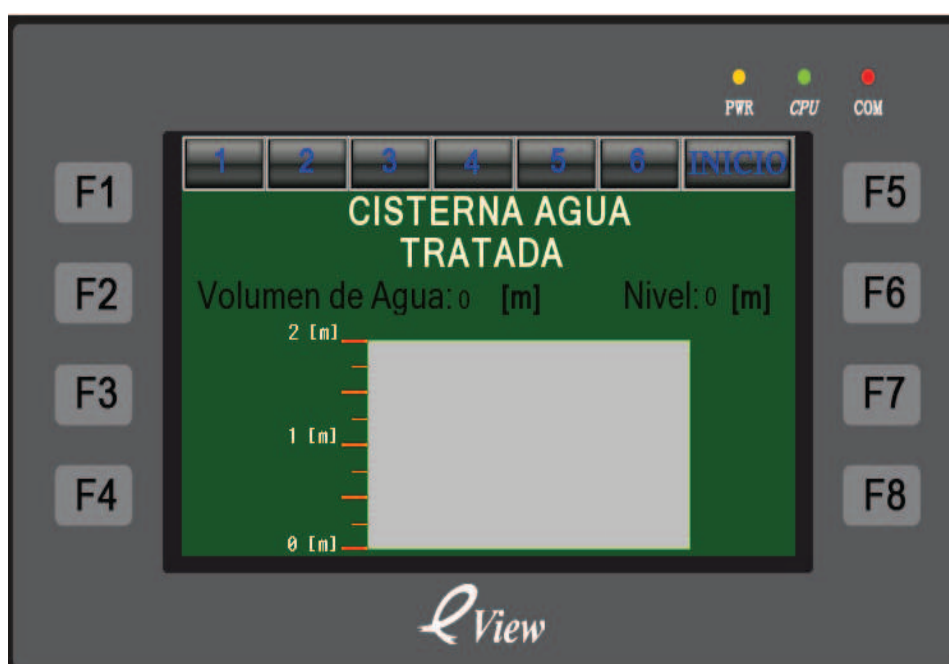 PWR CPU COM
1 2 3 4 5 6 INICIO
F1 F5
CISTERNA AGUA
TRATADA
F2 F6
Volumen de Agua: 0 [m] Nivel: 0 [m]
2 [m]
F3 F7
1 [m]
F4 F8
0 [m]
eView